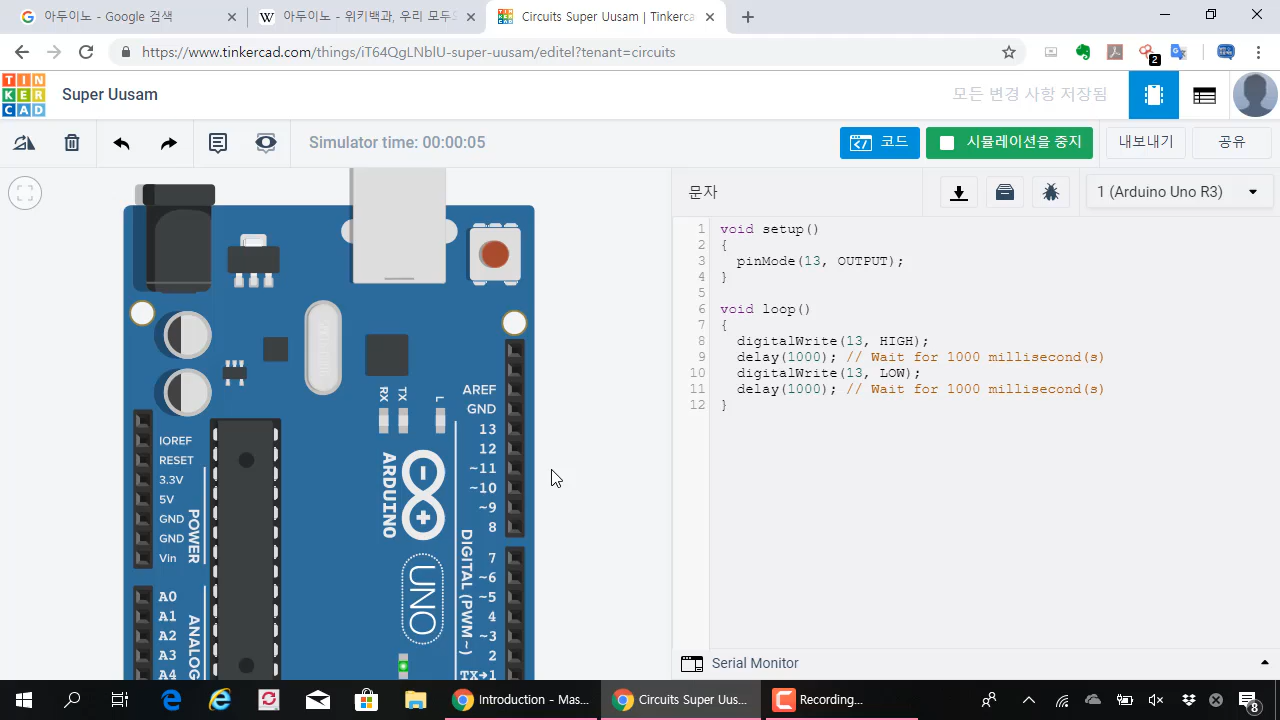 아두이노 - Google 검색
아두이노 - 위키백과, 우리 모두의
Circuits Super Uusam | Tinkerca
https://www.tinkercad.com/things/iT64QgLNblU-super-uusam/editel?tenant=circuits
2
TIN
KER
CAD
Super Uusam
모든 변경 사항 저장됨
Simulator time: 00:00:05
코드
시뮬레이션을 중지
내보내기
공유
문자
1 (Arduino Uno R3)
1 void setup()
2 {
3 pinMode(13, OUTPUT);
4 }
5
6 void loop()
7 {
8 digitalWrite(13, HIGH);
9 delay(1000); // Wait for 1000 millisecond(s)
10 digitalWrite(13, LOW);
11 delay(1000); // Wait for 1000 millisecond(s)
12 }
RX
TX
L
AREF
GND
13
12
~11
~10
~9
8
7
~6
~5
4
~3
2
TX→1
IOREF
RESET
3.3V
5V
GND
GND
Vin
POWER
A0
A1
A2
A3
A4
ANALOG
ARDUINO
UNO
DIGITAL (PWM~)
Serial Monitor
Introduction - Mas...
Circuits Super Uus...
Recording...
8